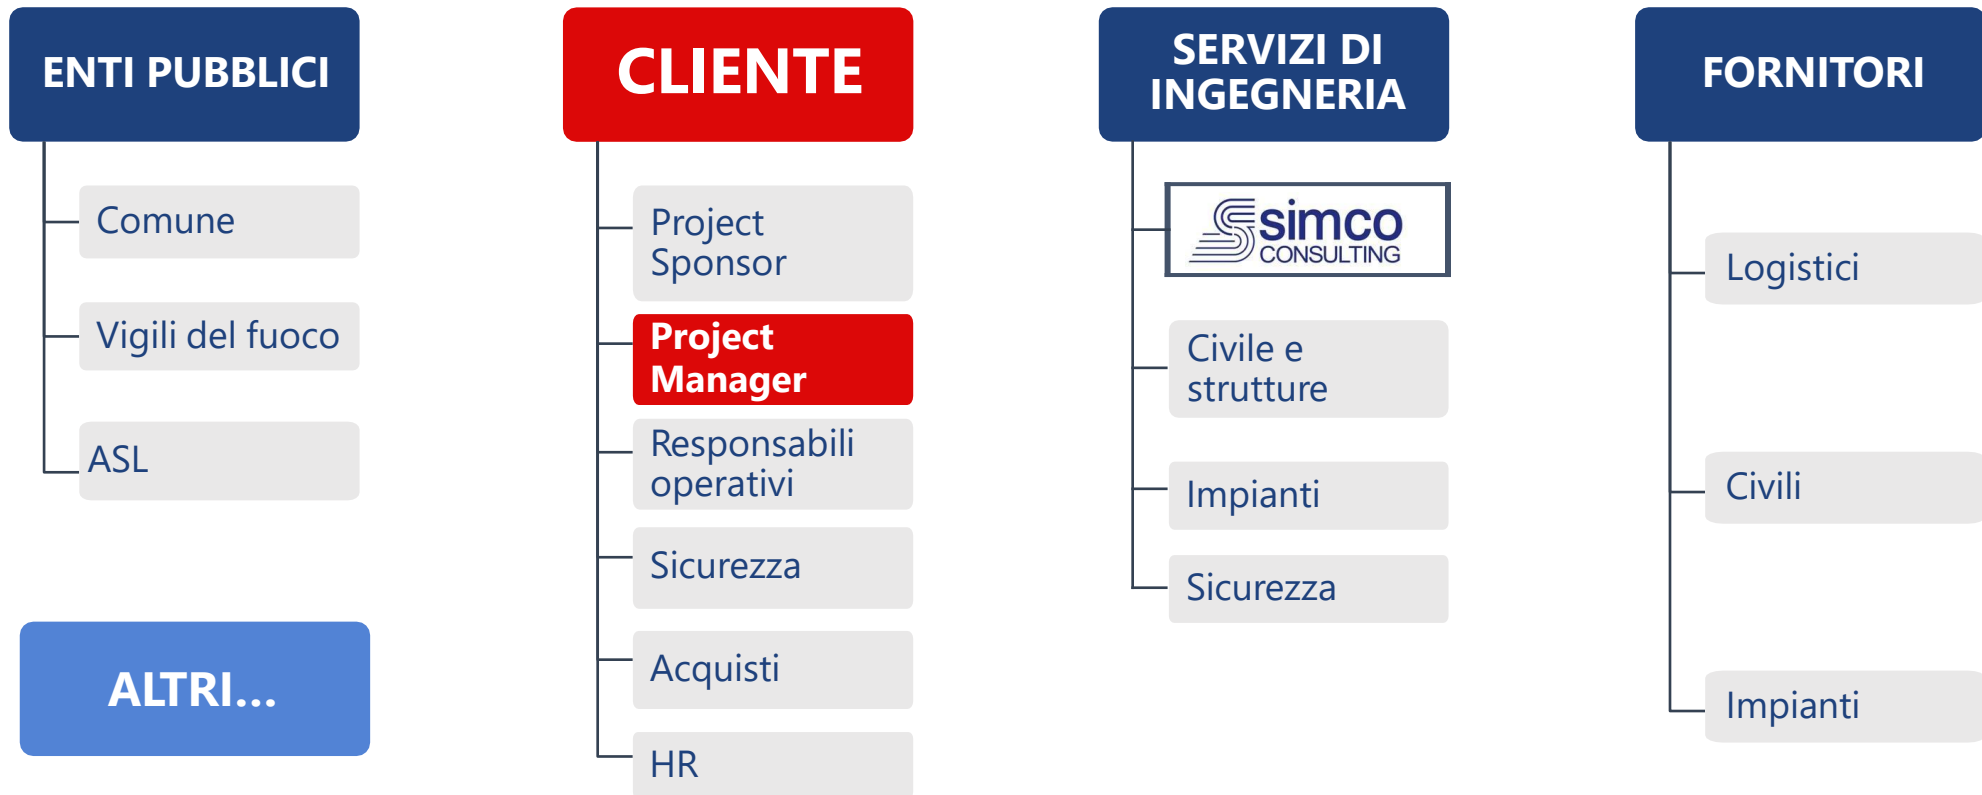 ENTI PUBBLICI
Comune
Vigili del fuoco
ASL
ALTRI...
CLIENTE
Project
Sponsor
Project
Manager
Responsabili
operativi
Sicurezza
Acquisti
HR
SERVIZI DI
INGEGNERIA
simco
CONSULTING
Civile e
strutture
Impianti
Sicurezza
FORNITORI
Logistici
Civili
Impianti